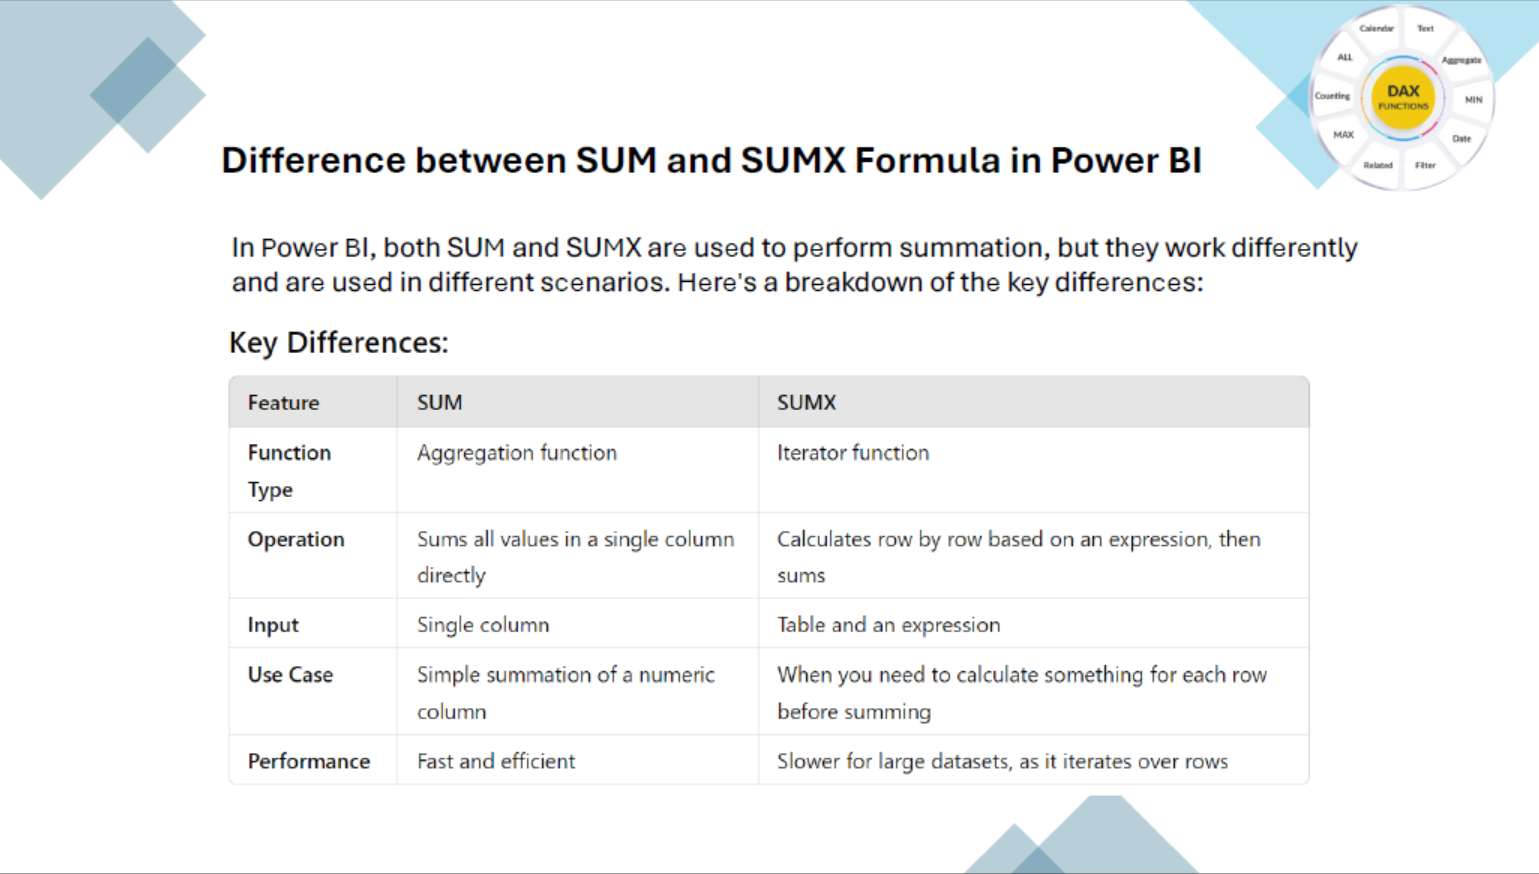 Calendar
Text
ALL
Aggregate
Counting
DAX
FUNCTIONS
MIN
MAX
Date
Related
Filter
Difference between SUM and SUMX Formula in Power BI
In Power BI, both SUM and SUMX are used to perform summation, but they work differently
and are used in different scenarios. Here's a breakdown of the key differences:
Key Differences:
Feature
SUM
SUMX
Function
Type
Aggregation function
Iterator function
Operation
Sums all values in a single column
directly
Calculates row by row based on an expression, then
sums
Input
Single column
Table and an expression
Use Case
Simple summation of a numeric
column
When you need to calculate something for each row
before summing
Performance
Fast and efficient
Slower for large datasets, as it iterates over rows